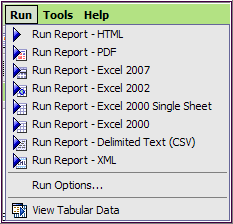 Run Tools Help
Run Report - HTML
Run Report - PDF
Run Report - Excel 2007
Run Report - Excel 2002
Run Report - Excel 2000 Single Sheet
Run Report - Excel 2000
Run Report - Delimited Text (CSV)
Run Report - XML
Run Options...
View Tabular Data